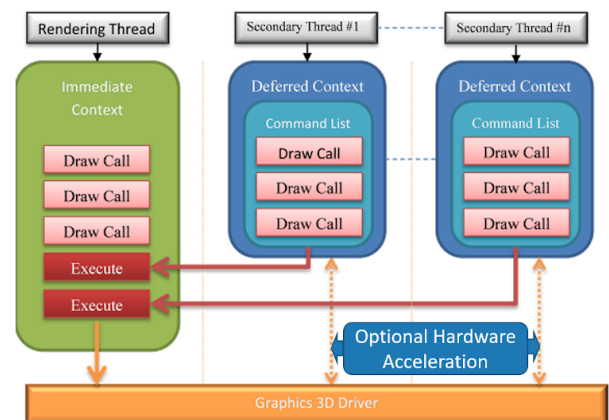 Rendering Thread
Secondary Thread #1
Secondary Thread #n
Immediate
Context
Draw Call
Draw Call
Draw Call
Execute
Execute
Deferred Context
Command List
Draw Call
Draw Call
Draw Call
Deferred Context
Command List
Draw Call
Draw Call
Draw Call
Optional Hardware
Acceleration
Graphics 3D Driver